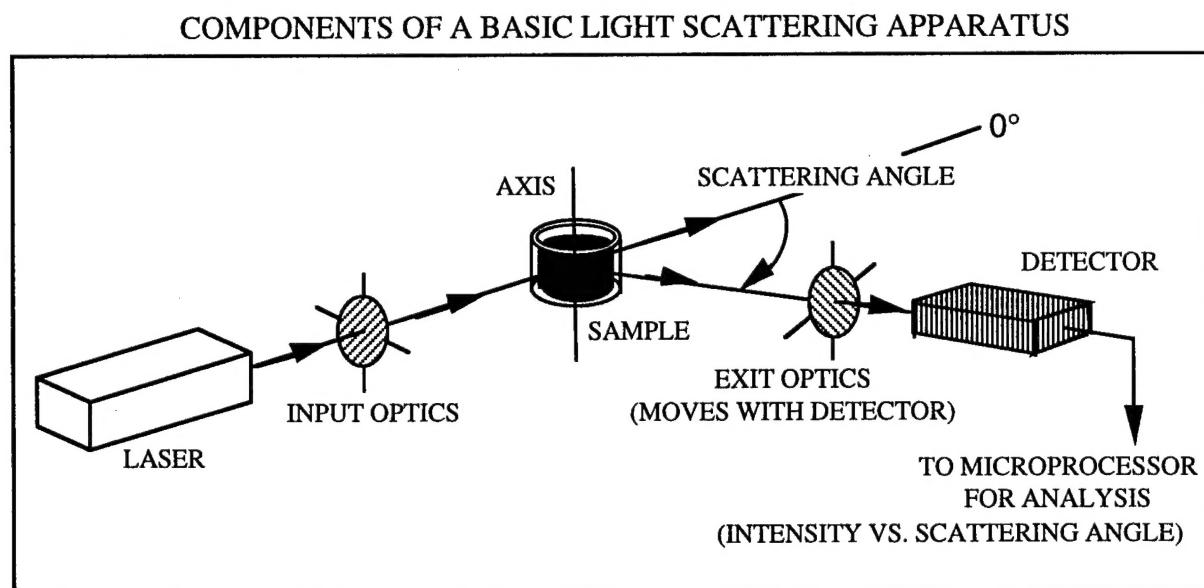 COMPONENTS OF A BASIC LIGHT SCATTERING APPARATUS
0°
SCATTERING ANGLE
AXIS
DETECTOR
SAMPLE
EXIT OPTICS
(MOVES WITH DETECTOR)
INPUT OPTICS
LASER
TO MICROPROCESSOR
FOR ANALYSIS
(INTENSITY VS. SCATTERING ANGLE)